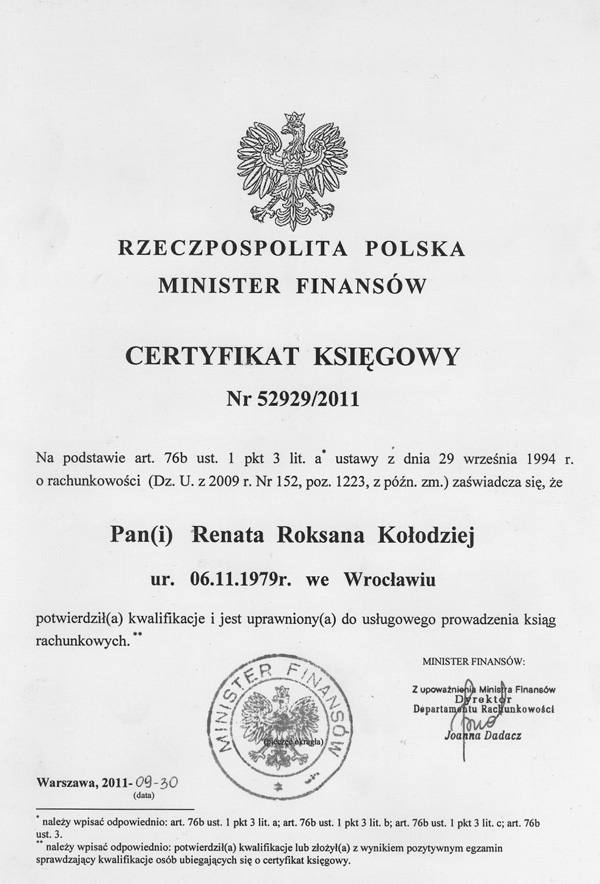 RZECZPOSPOLITA POLSKA
MINISTER FINANSÓW
CERTYFIKAT KSIĘGOWY
Nr 52929/2011
Na podstawie art. 76b ust. 1 pkt 3 lit. a* ustawy z dnia 29 września 1994 r.
o rachunkowości (Dz. U. z 2009 r. Nr 152, poz. 1223, z późn. zm.) zaświadcza się, że
Pan(i) Renata Roksana Kołodziej
ur. 06.11.1979r. we Wrocławiu
potwierdził(a) kwalifikacje i jest uprawniony(a) do usługowego prowadzenia ksiąg
rachunkowych.**
MINISTER FINANSÓW:
Z upoważnienia Ministra Finansów
Dyrektor
Departamentu Rachunkowości
Joanna Dadacz
MINISTER FINANSÓW
(pieczęć okrągła)
Warszawa, 2011-09-30
(data)
* należy wpisać odpowiednio: art. 76b ust. 1 pkt 3 lit. a; art. 76b ust. 1 pkt 3 lit. b; art. 76b ust. 1 pkt 3 lit. c; art. 76b
ust. 3.
** należy wpisać odpowiednio: potwierdził(a) kwalifikacje lub złożył(a) z wynikiem pozytywnym egzamin
sprawdzający kwalifikacje osób ubiegających się o certyfikat księgowy.